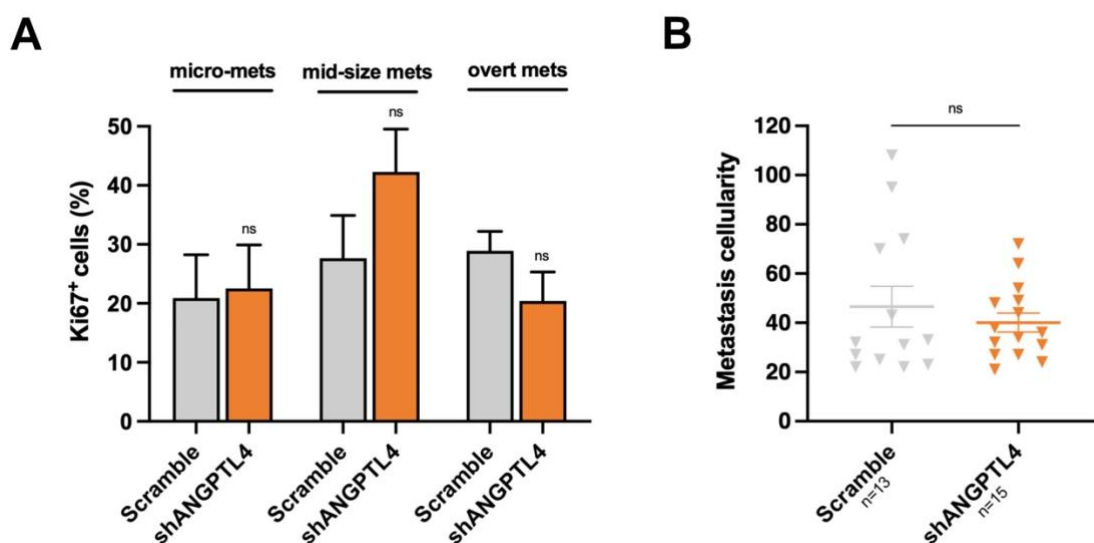 A
micro-mets mid-size mets overt mets
ns
ns
ns
Ki67+ cells (%)
50
40
30
20
10
0
Scramble
shANGPTL4
Scramble
shANGPTL4
Scramble
shANGPTL4
B
ns
Metastasis cellularity
120
100
80
60
40
20
0
Scramble
n=13
shANGPTL4
n=15